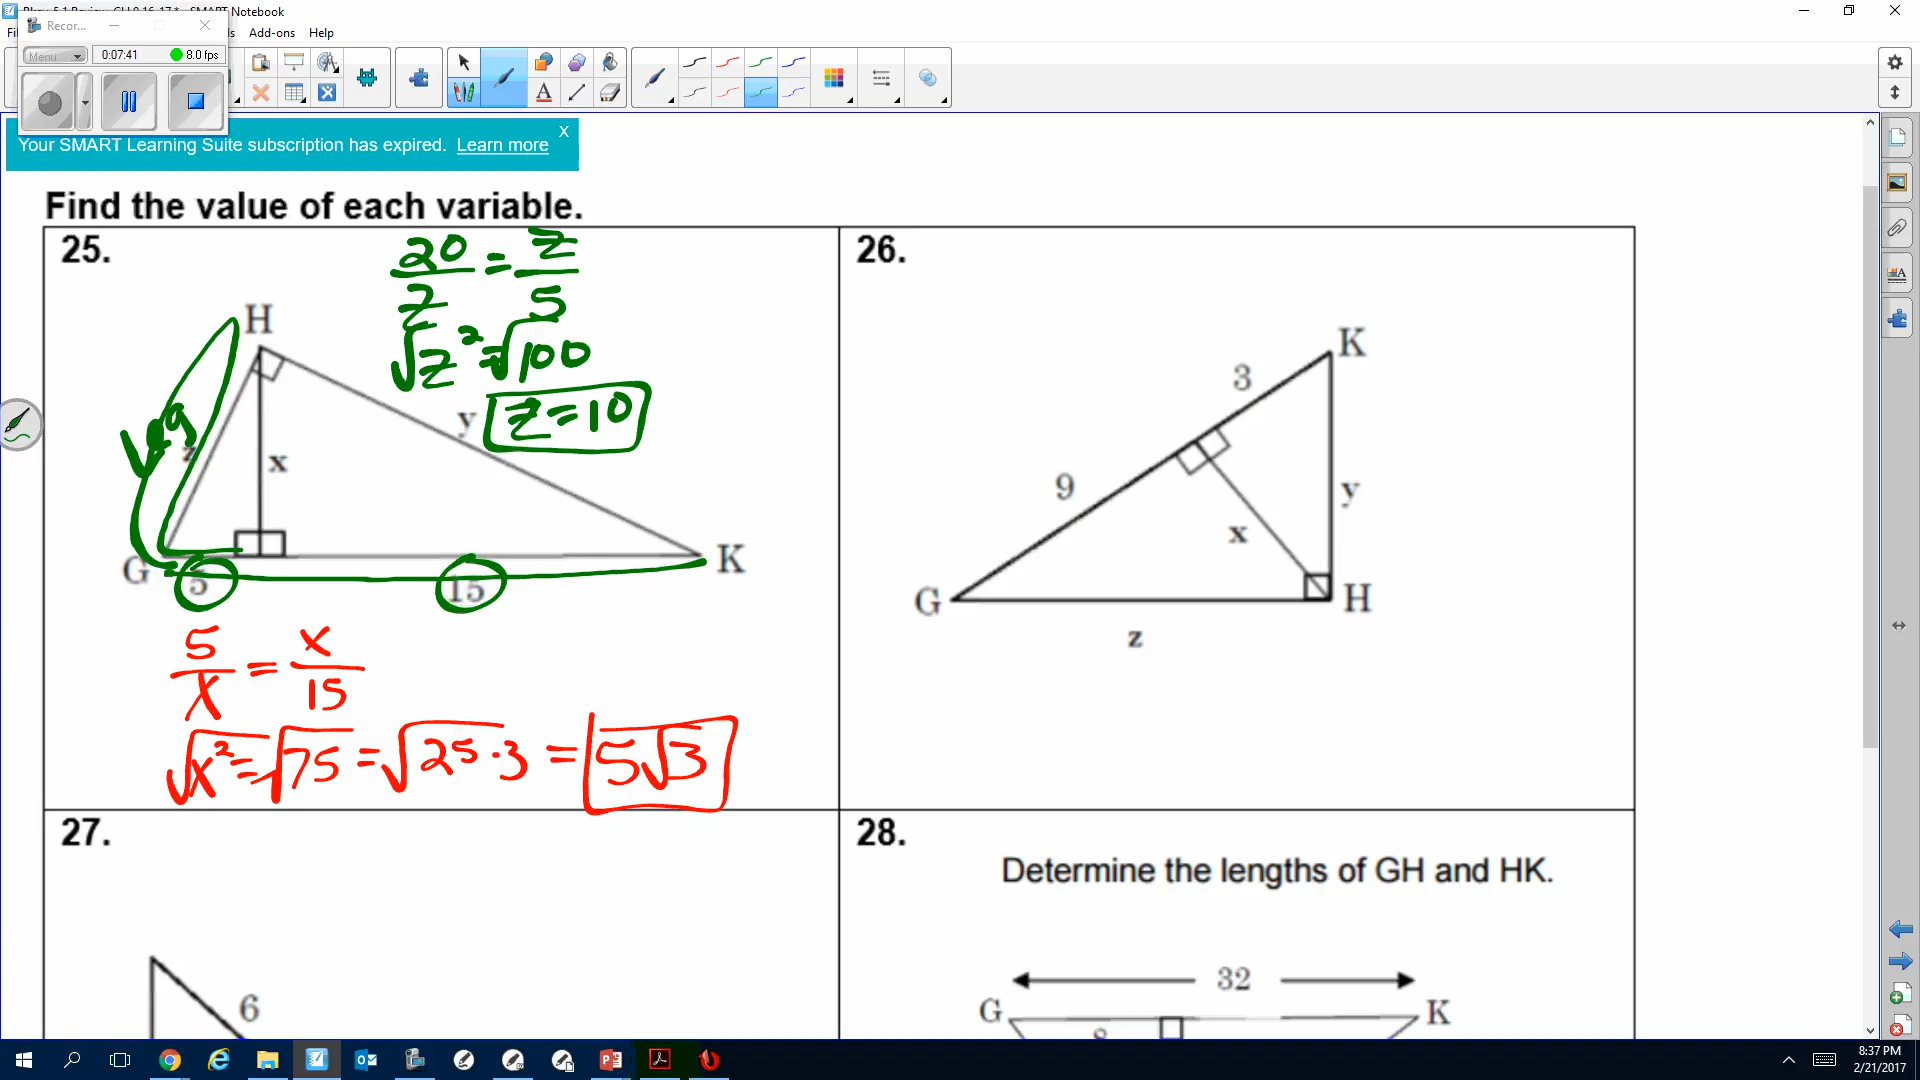 SMART Notebook
Recor...
Add-ons Help
Menu 0:07:41 8.0 fps
Your SMART Learning Suite subscription has expired. Learn more X
Find the value of each variable.
25.
20/z = z/5
√z² = √100
z = 10
H
leg
z
x
y
G
5
15
K
5/x = x/15
√x² = √75 = √25·3 = 5√3
26.
K
3
9
x
y
G
H
z
27.
6
28.
Determine the lengths of GH and HK.
32
G
K
8
8:37 PM
2/21/2017